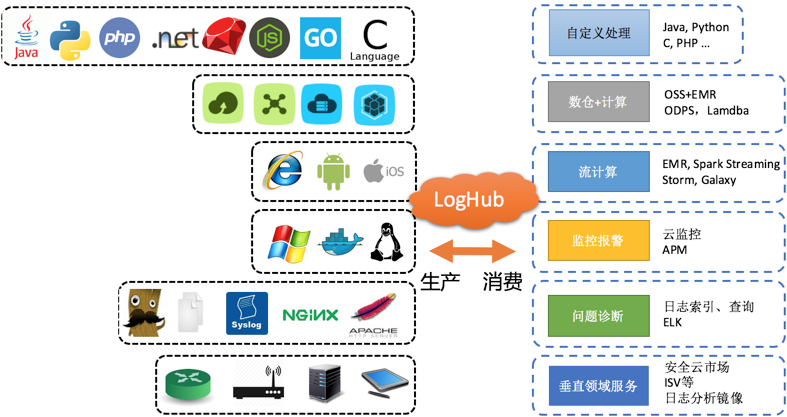 Java
php
.net
JS
GO
C
Language
iOS
Syslog
NGINX
APACHE
HTTP SERVER
LogHub
生产
消费
自定义处理
Java, Python
C, PHP ...
数仓+计算
OSS+EMR
ODPS，Lamdba
流计算
EMR, Spark Streaming
Storm, Galaxy
监控报警
云监控
APM
问题诊断
日志索引、查询
ELK
垂直领域服务
安全云市场
ISV等
日志分析镜像